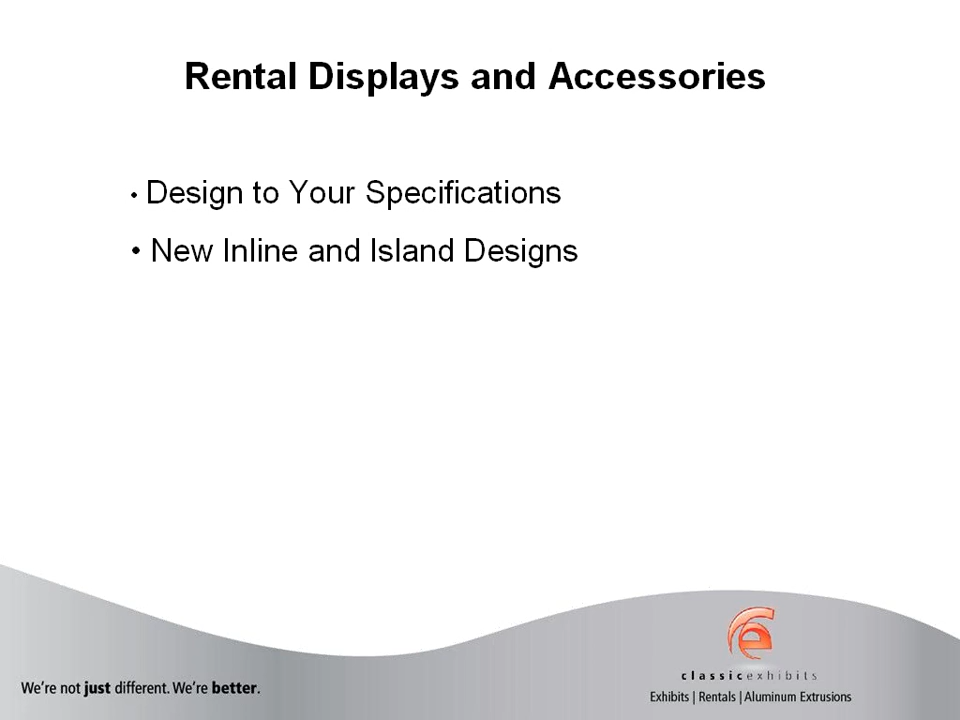 Rental Displays and Accessories
• Design to Your Specifications
• New Inline and Island Designs
We're not just different. We're better.
classicexhibits
Exhibits | Rentals | Aluminum Extrusions